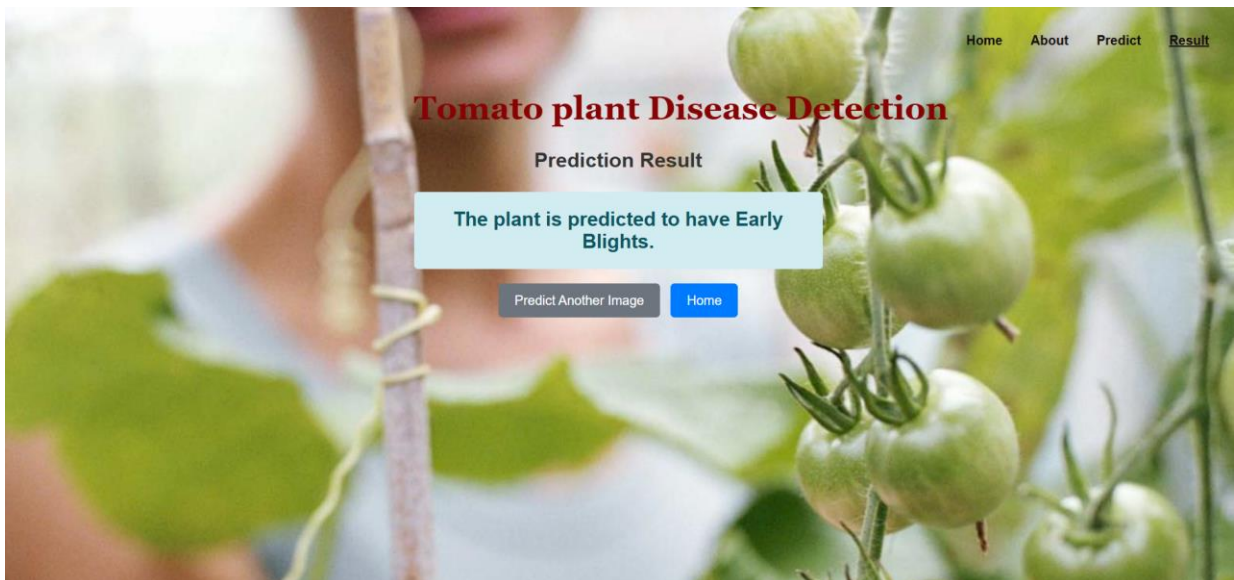 Home About Predict Result
Tomato plant Disease Detection
Prediction Result
The plant is predicted to have Early
Blights.
Predict Another Image Home